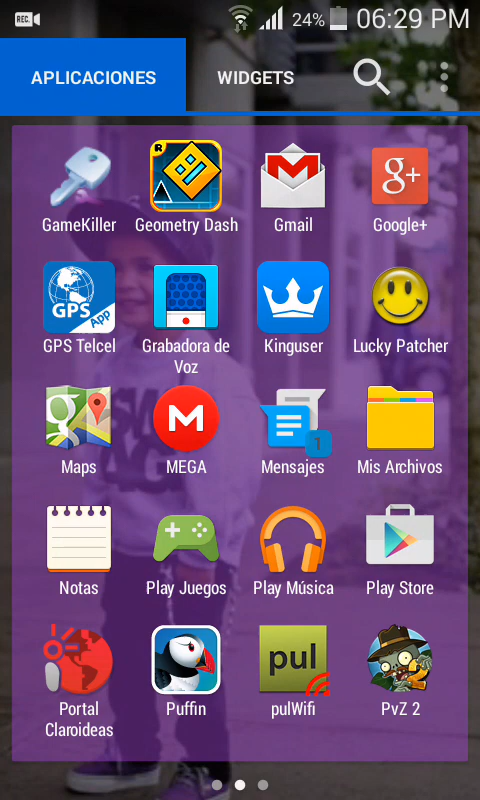 REC.
24%
06:29 PM
APLICACIONES
WIDGETS
R
GameKiller
Geometry Dash
Gmail
g+
Google+
GPS
App
GPS Telcel
Grabadora de
Voz
Kinguser
Lucky Patcher
g
Maps
M
MEGA
1
Mensajes
Mis Archivos
Notas
Play Juegos
Play Música
Play Store
Portal
Claroideas
Puffin
pul
pulWifi
PvZ 2